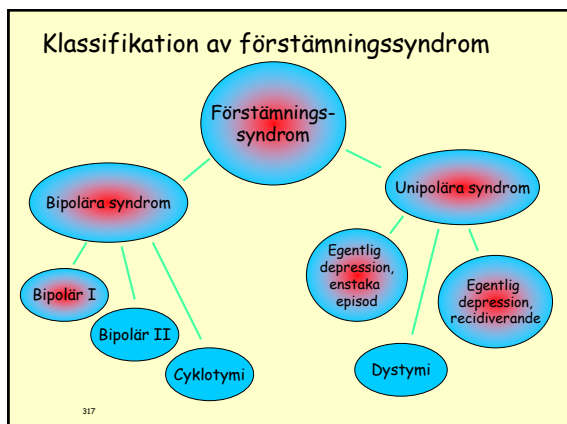 Klassifikation av förstämningssyndrom
Förstämnings-
syndrom
Bipolära syndrom
Unipolära syndrom
Bipolär I
Bipolär II
Cyklotymi
Egentlig
depression,
enstaka
episod
Dystymi
Egentlig
depression,
recidiverande
317